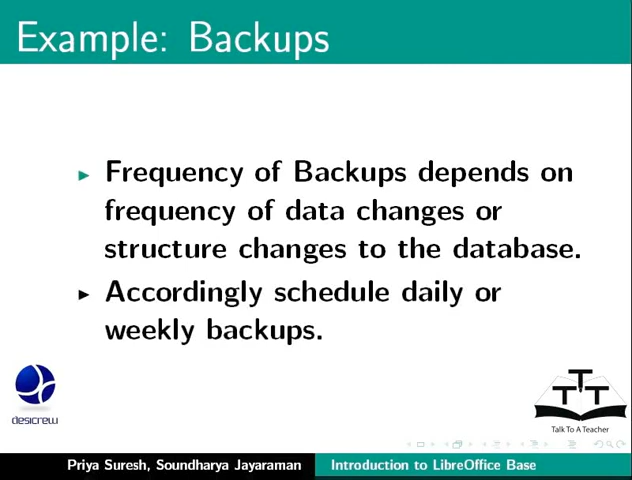 Example: Backups
Frequency of Backups depends on
frequency of data changes or
structure changes to the database.
Accordingly schedule daily or
weekly backups.
desicrew
TTT
Talk To A Teacher
Priya Suresh, Soundharya Jayaraman
Introduction to LibreOffice Base